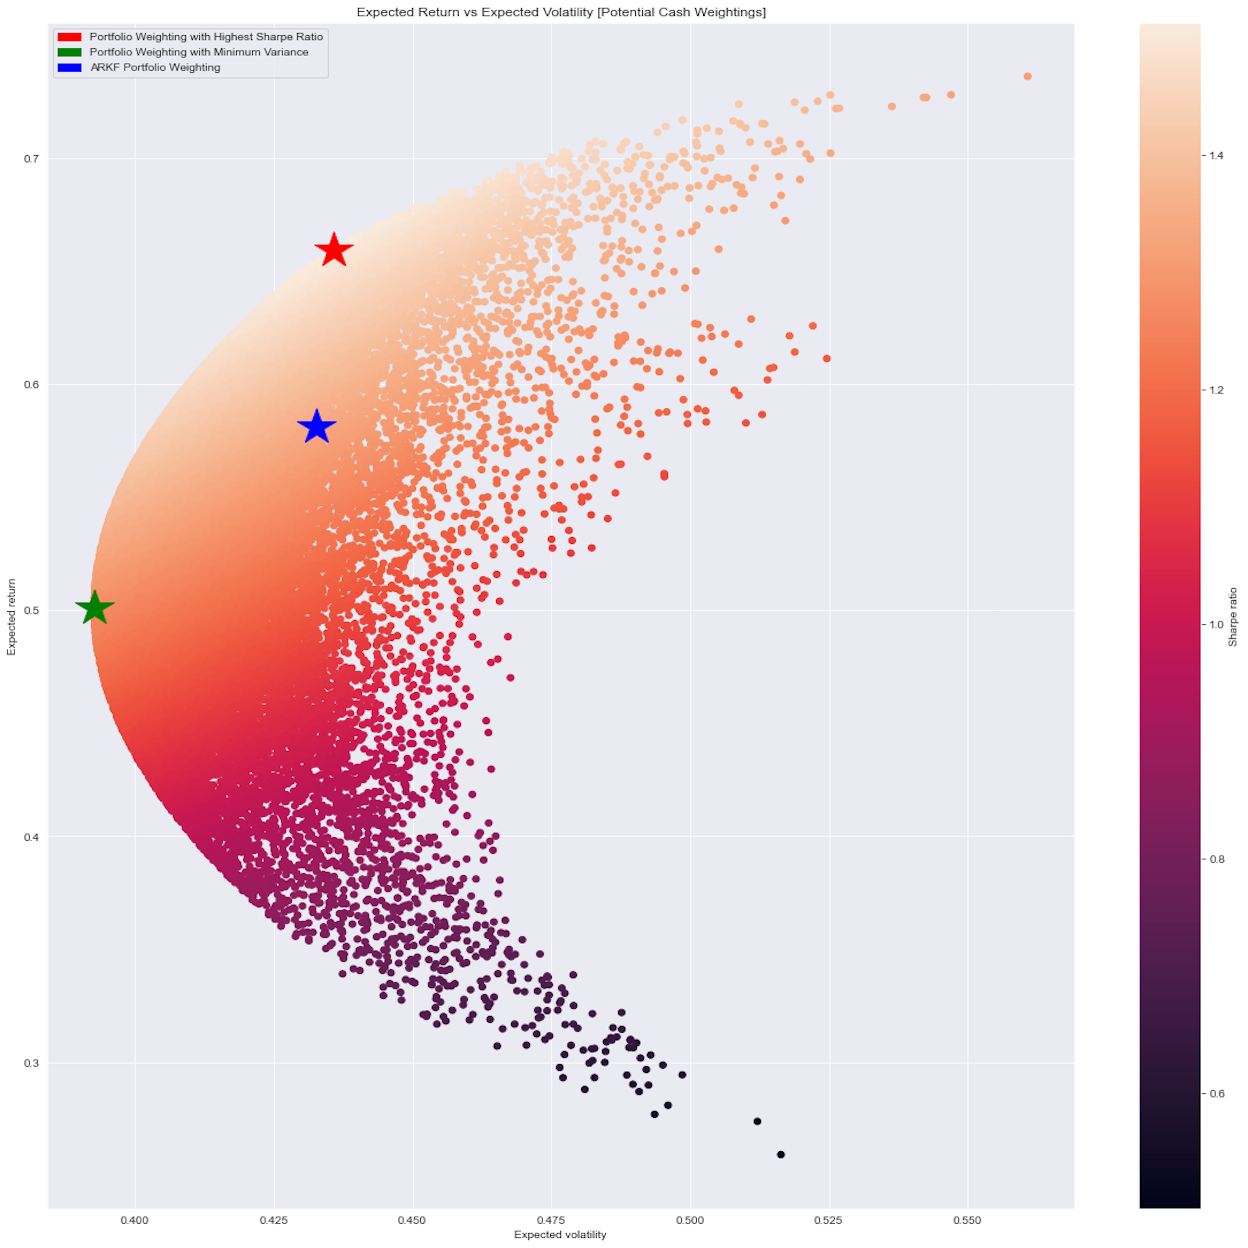 Expected Return vs Expected Volatility [Potential Cash Weightings]
Portfolio Weighting with Highest Sharpe Ratio
Portfolio Weighting with Minimum Variance
ARKF Portfolio Weighting
0.7
0.6
0.5
0.4
0.3
Expected return
0.400 0.425 0.450 0.475 0.500 0.525 0.550
Expected volatility
1.4
1.2
1.0
0.8
0.6
Sharpe ratio